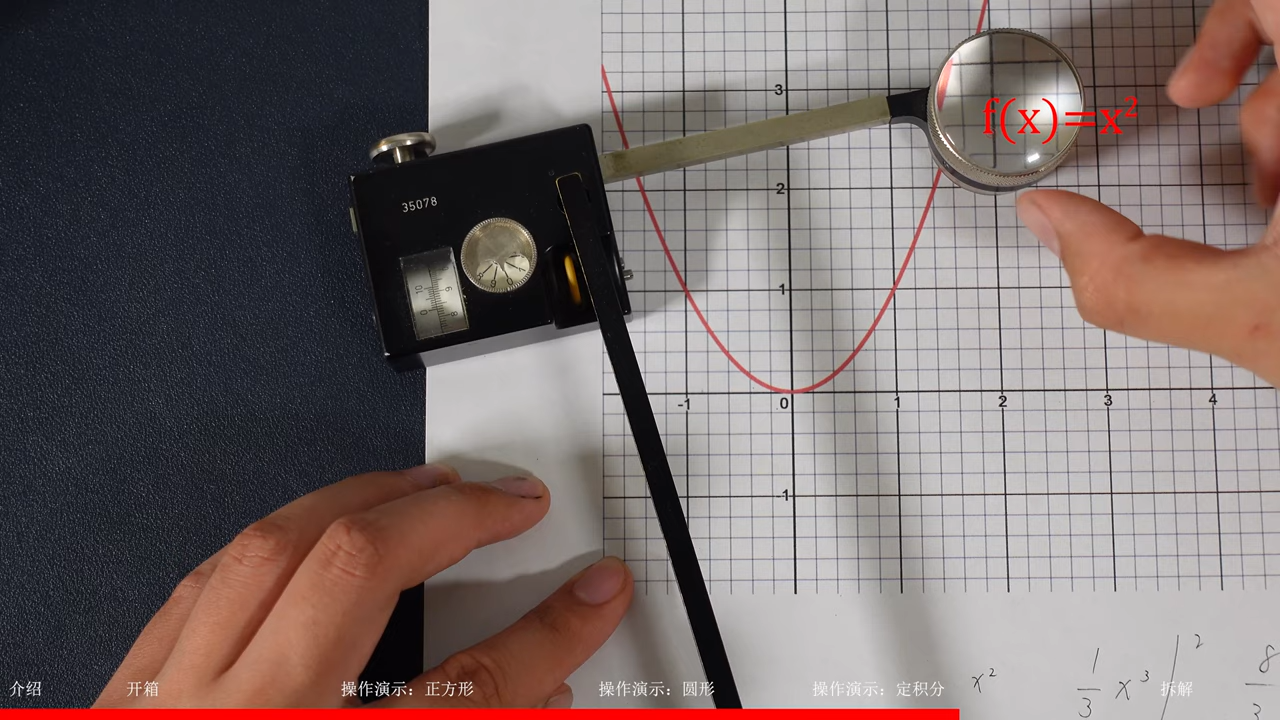 3
f(x)=x²
2
35078
1
-1 0 1 2 3 4
-1
介绍 开箱 操作演示：正方形 操作演示：圆形 操作演示：定积分 拆解
x² 1/3 x³ | 2 8/3